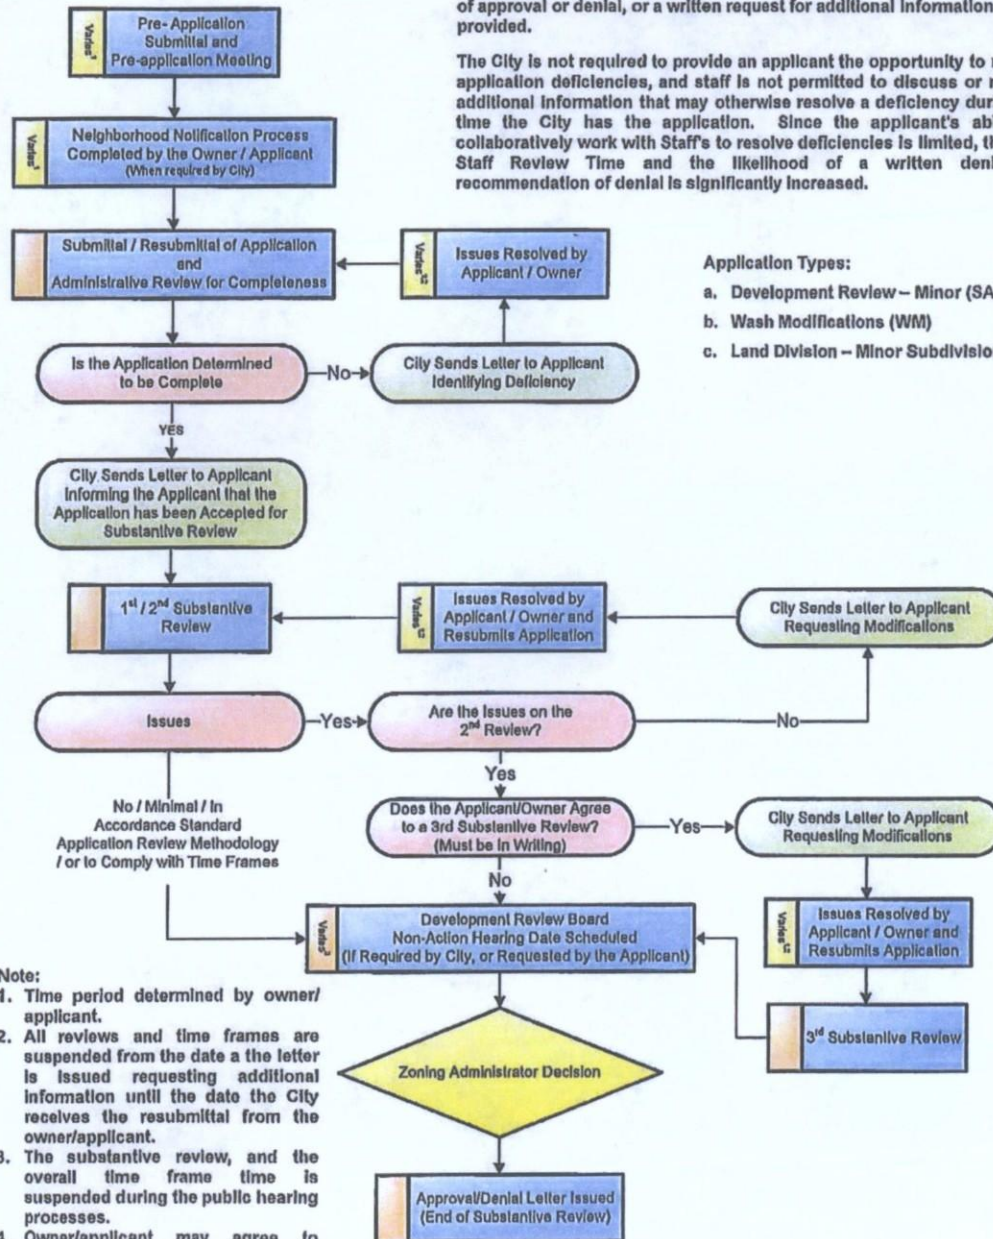 of approval or denial, or a written request for additional information
provided.
The City is not required to provide an applicant the opportunity to
application deficiencies, and staff is not permitted to discuss or
additional information that may otherwise resolve a deficiency
time the City has the application. Since the applicant's
collaboratively work with Staff's to resolve deficiencies is limited,
Staff Review Time and the likelihood of a written
recommendation of denial is significantly increased.
Varies1
Pre- Application
Submittal and
Pre-application Meeting
Varies1
Neighborhood Notification Process
Completed by the Owner / Applicant
(When required by City)
Submittal / Resubmittal of Application
and
Administrative Review for Completeness
Varies1,2
Issues Resolved by
Applicant / Owner
Application Types:
a. Development Review – Minor
b. Wash Modifications (WM)
c. Land Division – Minor
Is the Application Determined
to be Complete
No
City Sends Letter to Applicant
Identifying Deficiency
YES
City Sends Letter to Applicant
Informing the Applicant that the
Application has been Accepted for
Substantive Review
1st / 2nd Substantive
Review
Varies1,2
Issues Resolved by
Applicant / Owner and
Resubmits Application
City Sends Letter to Applicant
Requesting Modifications
Issues
Yes
Are the Issues on the
2nd Review?
No
Yes
No / Minimal / In
Accordance Standard
Application Review Methodology
/ or to Comply with Time Frames
Does the Applicant/Owner Agree
to a 3rd Substantive Review?
(Must be in Writing)
Yes
City Sends Letter to Applicant
Requesting Modifications
No
Varies3
Development Review Board
Non-Action Hearing Date Scheduled
(If Required by City, or Requested by the Applicant)
Varies1,2
Issues Resolved by
Applicant / Owner and
Resubmits Application
3rd Substantive Review
Zoning Administrator Decision
Approval/Denial Letter Issued
(End of Substantive Review)
Note:
1. Time period determined by owner/
applicant.
2. All reviews and time frames are
suspended from the date a the letter
is issued requesting additional
information until the date the City
receives the resubmittal from the
owner/applicant.
3. The substantive review, and the
overall time frame time is
suspended during the public hearing
processes.
4. Owner/applicant may agree to